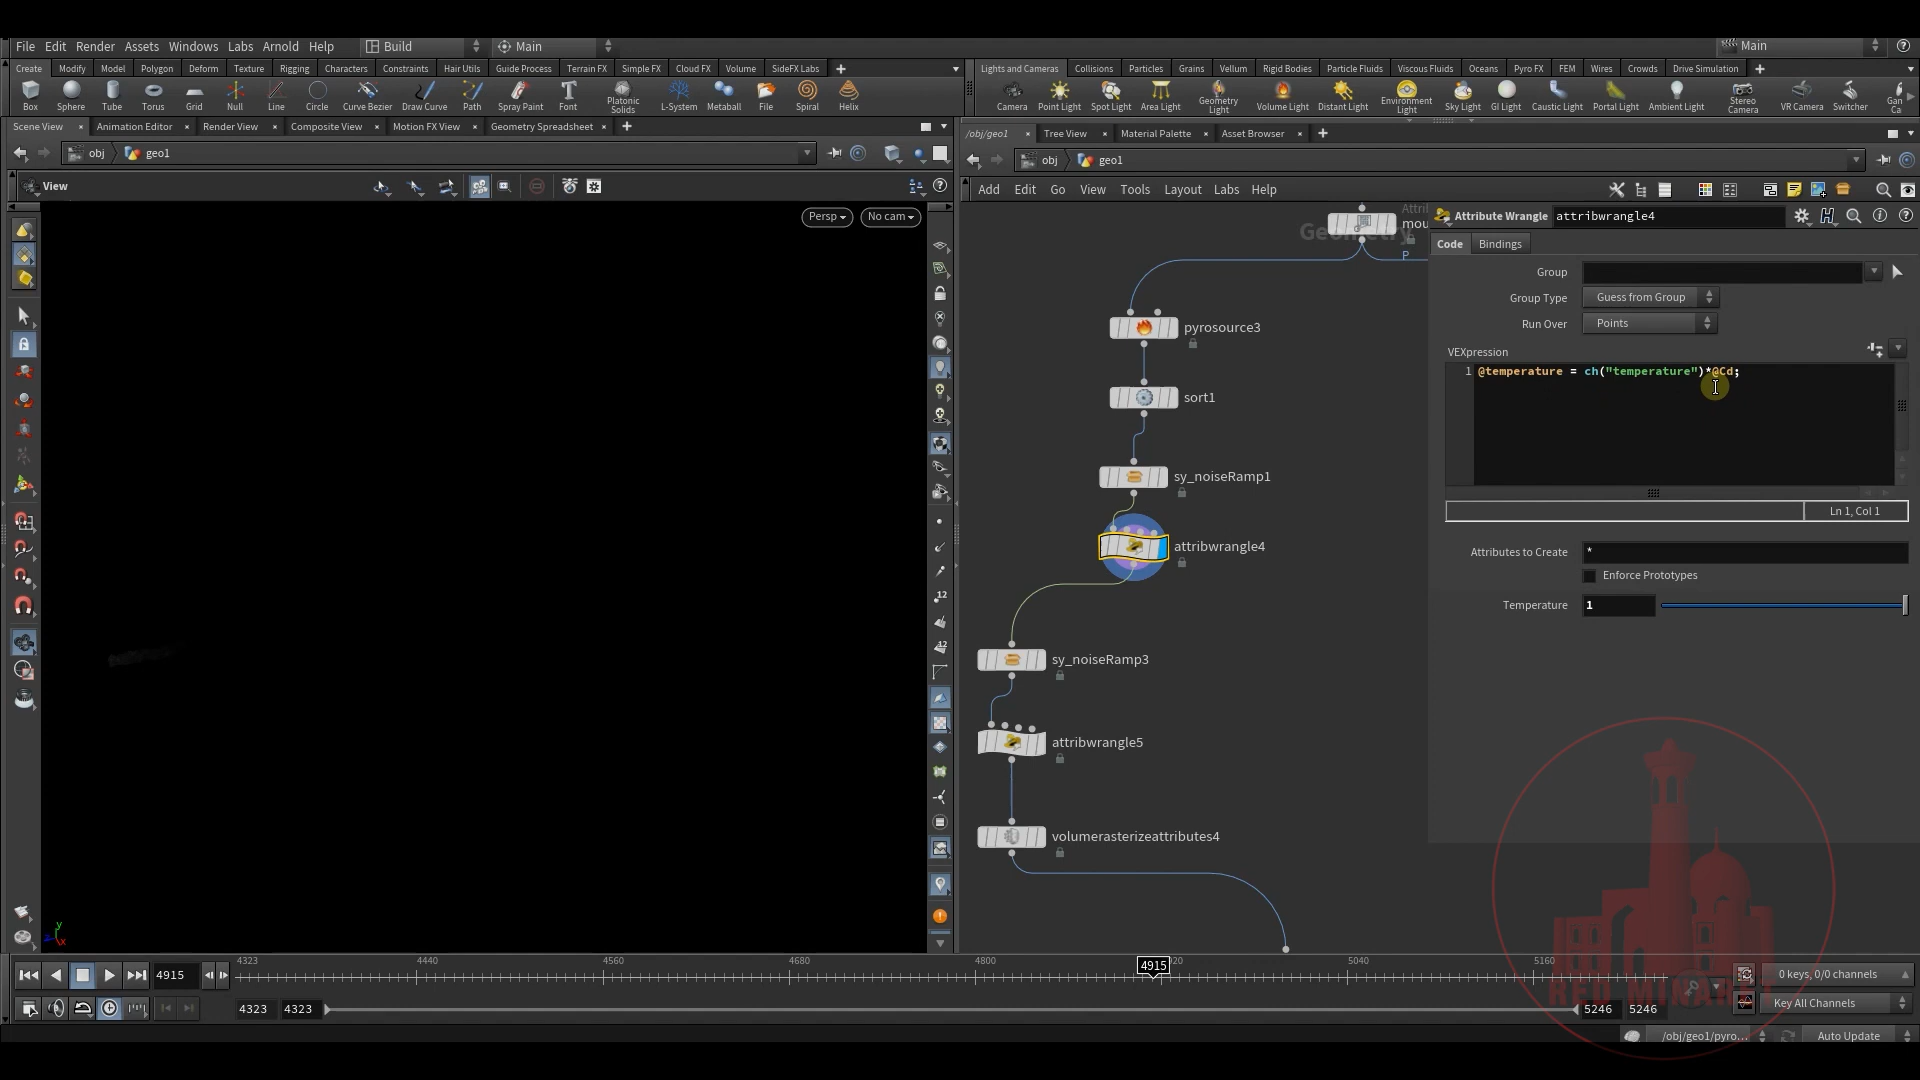 File Edit Render Assets Windows Labs Arnold Help Build Main Main
Create Modify Model Polygon Deform Texture Rigging Characters Constraints Hair Utils Guide Process Terrain FX Simple FX Cloud FX Volume SideFX Labs
Lights and Cameras Collisions Particles Grains Vellum Rigid Bodies Particle Fluids Viscous Fluids Oceans Pyro FX FEM Wires Crowds Drive Simulation
Box Sphere Tube Torus Grid Null Line Circle Curve Bezier Draw Curve Path Spray Paint Font Platonic Solids L-System Metaball File Spiral Helix
Camera Point Light Spot Light Area Light Geometry Light Volume Light Distant Light Environment Light Sky Light GI Light Caustic Light Portal Light Ambient Light Stereo Camera VR Camera Switcher
Scene View Animation Editor Render View Composite View Motion FX View Geometry Spreadsheet
/obj/geo1 Tree View Material Palette Asset Browser
obj geo1
obj geo1
View
Add Edit Go View Tools Layout Labs Help
Persp No cam
Attri
mou
P
Attribute Wrangle attribwrangle4
Code Bindings
Group
Group Type Guess from Group
Run Over Points
VEXpression
1 @temperature = ch("temperature")*@Cd;
Ln 1, Col 1
Attributes to Create *
Enforce Prototypes
Temperature 1
pyrosource3
sort1
sy_noiseRamp1
attribwrangle4
sy_noiseRamp3
attribwrangle5
volumerasterizeattributes4
12
12
y
z x
4915 4323 4440 4560 4680 4800 4915 5040 5160
0 keys, 0/0 channels
4323 4323 5246 5246
Key All Channels
/obj/geo1/pyro...
Auto Update
RED MINARET